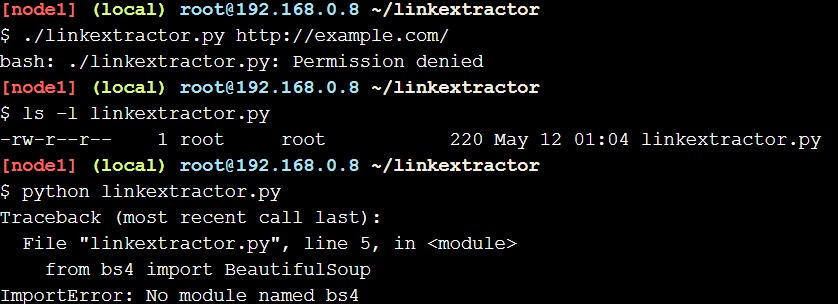 [node1] (local) root@192.168.0.8 ~/linkextractor
$ ./linkextractor.py http://example.com/
bash: ./linkextractor.py: Permission denied
[node1] (local) root@192.168.0.8 ~/linkextractor
$ ls -l linkextractor.py
-rw-r--r--    1 root     root           220 May 12 01:04 linkextractor.py
[node1] (local) root@192.168.0.8 ~/linkextractor
$ python linkextractor.py
Traceback (most recent call last):
  File "linkextractor.py", line 5, in <module>
    from bs4 import BeautifulSoup
ImportError: No module named bs4